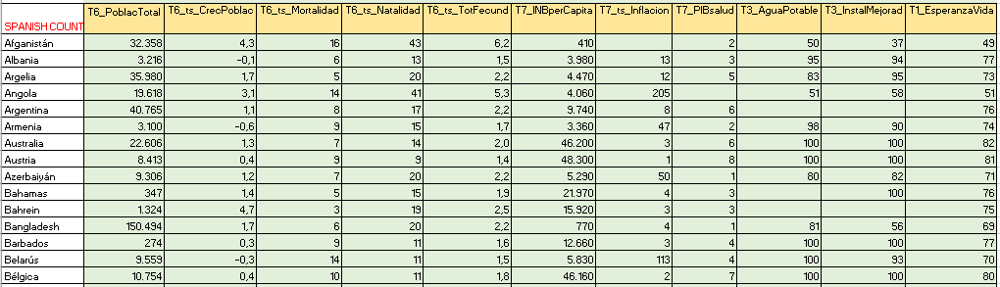 SPANISH COUNT T6_PoblacTotal T6_ts_CrecPoblac T6_ts_Mortalidad T6_ts_Natalidad T6_ts_TotFecund T7_INBperCapita T7_ts_Inflacion T7_PIBsalud T3_AguaPotable T3_InstalMejorad T1_EsperanzaVida
Afganistán 32.358 4,3 16 43 6,2 410 2 50 37 49
Albania 3.216 -0,1 6 13 1,5 3.980 13 3 95 94 77
Argelia 35.980 1,7 5 20 2,2 4.470 12 5 83 95 73
Angola 19.618 3,1 14 41 5,3 4.060 205 51 58 51
Argentina 40.765 1,1 8 17 2,2 9.740 8 6 76
Armenia 3.100 -0,6 9 15 1,7 3.360 47 2 98 90 74
Australia 22.606 1,3 7 14 2,0 46.200 3 6 100 100 82
Austria 8.413 0,4 9 9 1,4 48.300 1 8 100 100 81
Azerbaiyán 9.306 1,2 7 20 2,2 5.290 50 1 80 82 71
Bahamas 347 1,4 5 15 1,9 21.970 4 3 100 76
Bahrein 1.324 4,7 3 19 2,5 15.920 3 3 75
Bangladesh 150.494 1,7 6 20 2,2 770 4 1 81 56 69
Barbados 274 0,3 9 11 1,6 12.660 3 4 100 100 77
Belarús 9.559 -0,3 14 11 1,5 5.830 113 4 100 93 70
Bélgica 10.754 0,4 10 11 1,8 46.160 2 7 100 100 80